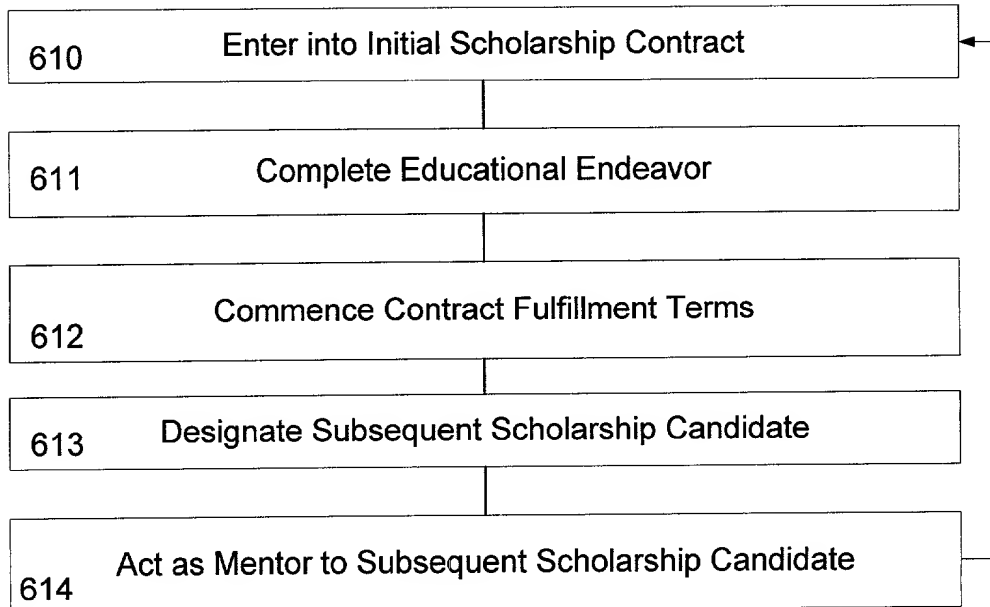 610 Enter into Initial Scholarship Contract
611 Complete Educational Endeavor
612 Commence Contract Fulfillment Terms
613 Designate Subsequent Scholarship Candidate
614 Act as Mentor to Subsequent Scholarship Candidate